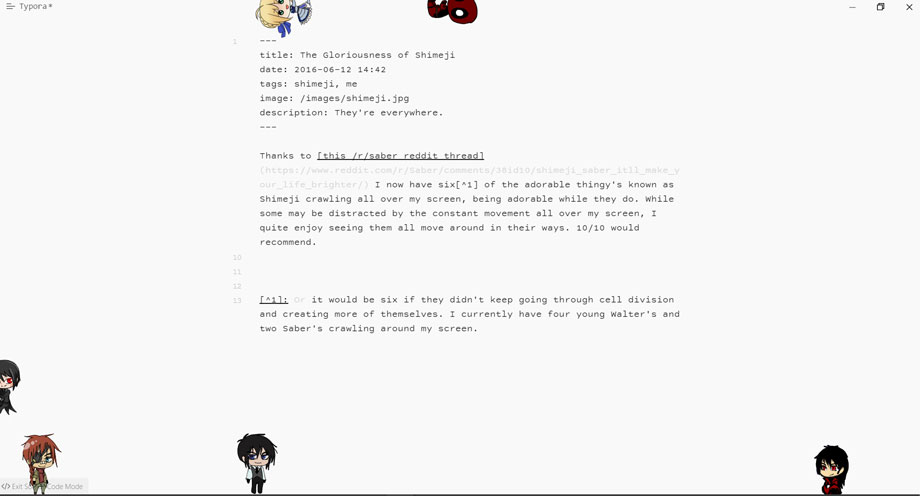 Typora*
1 ---
title: The Gloriousness of Shimeji
date: 2016-06-12 14:42
tags: shimeji, me
image: /images/shimeji.jpg
description: They're everywhere.
---
Thanks to [this /r/saber reddit thread]
(https://www.reddit.com/r/Saber/comments/38id10/shimeji_saber_itll_make_y
our_life_brighter/) I now have six[^1] of the adorable thingy's known as
Shimeji crawling all over my screen, being adorable while they do. While
some may be distracted by the constant movement all over my screen, I
quite enjoy seeing them all move around in their ways. 10/10 would
recommend.
10
11
12
13 [^1]: Or it would be six if they didn't keep going through cell division
and creating more of themselves. I currently have four young Walter's and
two Saber's crawling around my screen.
</> Exit Code Mode